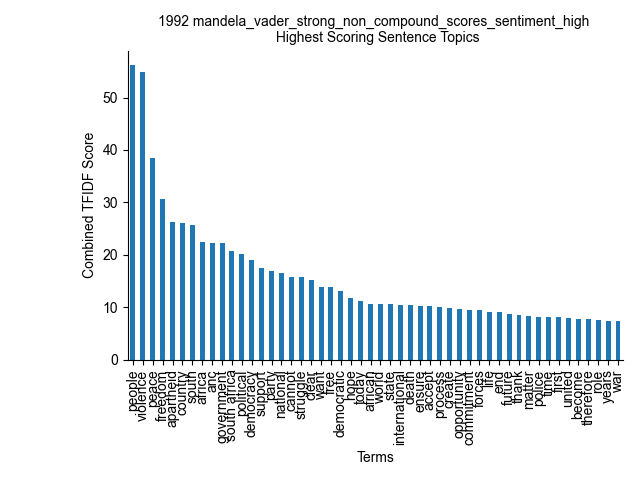 1992 mandela_vader_strong_non_compound_scores_sentiment_high
Highest Scoring Sentence Topics
Combined TFIDF Score
50
40
30
20
10
0
people
violence
peace
freedom
apartheid
country
south
africa
anc
government
south africa
political
democracy
support
party
national
cannot
struggle
clear
want
free
democratic
hope
today
african
world
state
international
death
ensure
accept
process
create
opportunity
commitment
forces
life
end
future
thank
matter
police
time
first
united
become
therefore
role
years
war
Terms